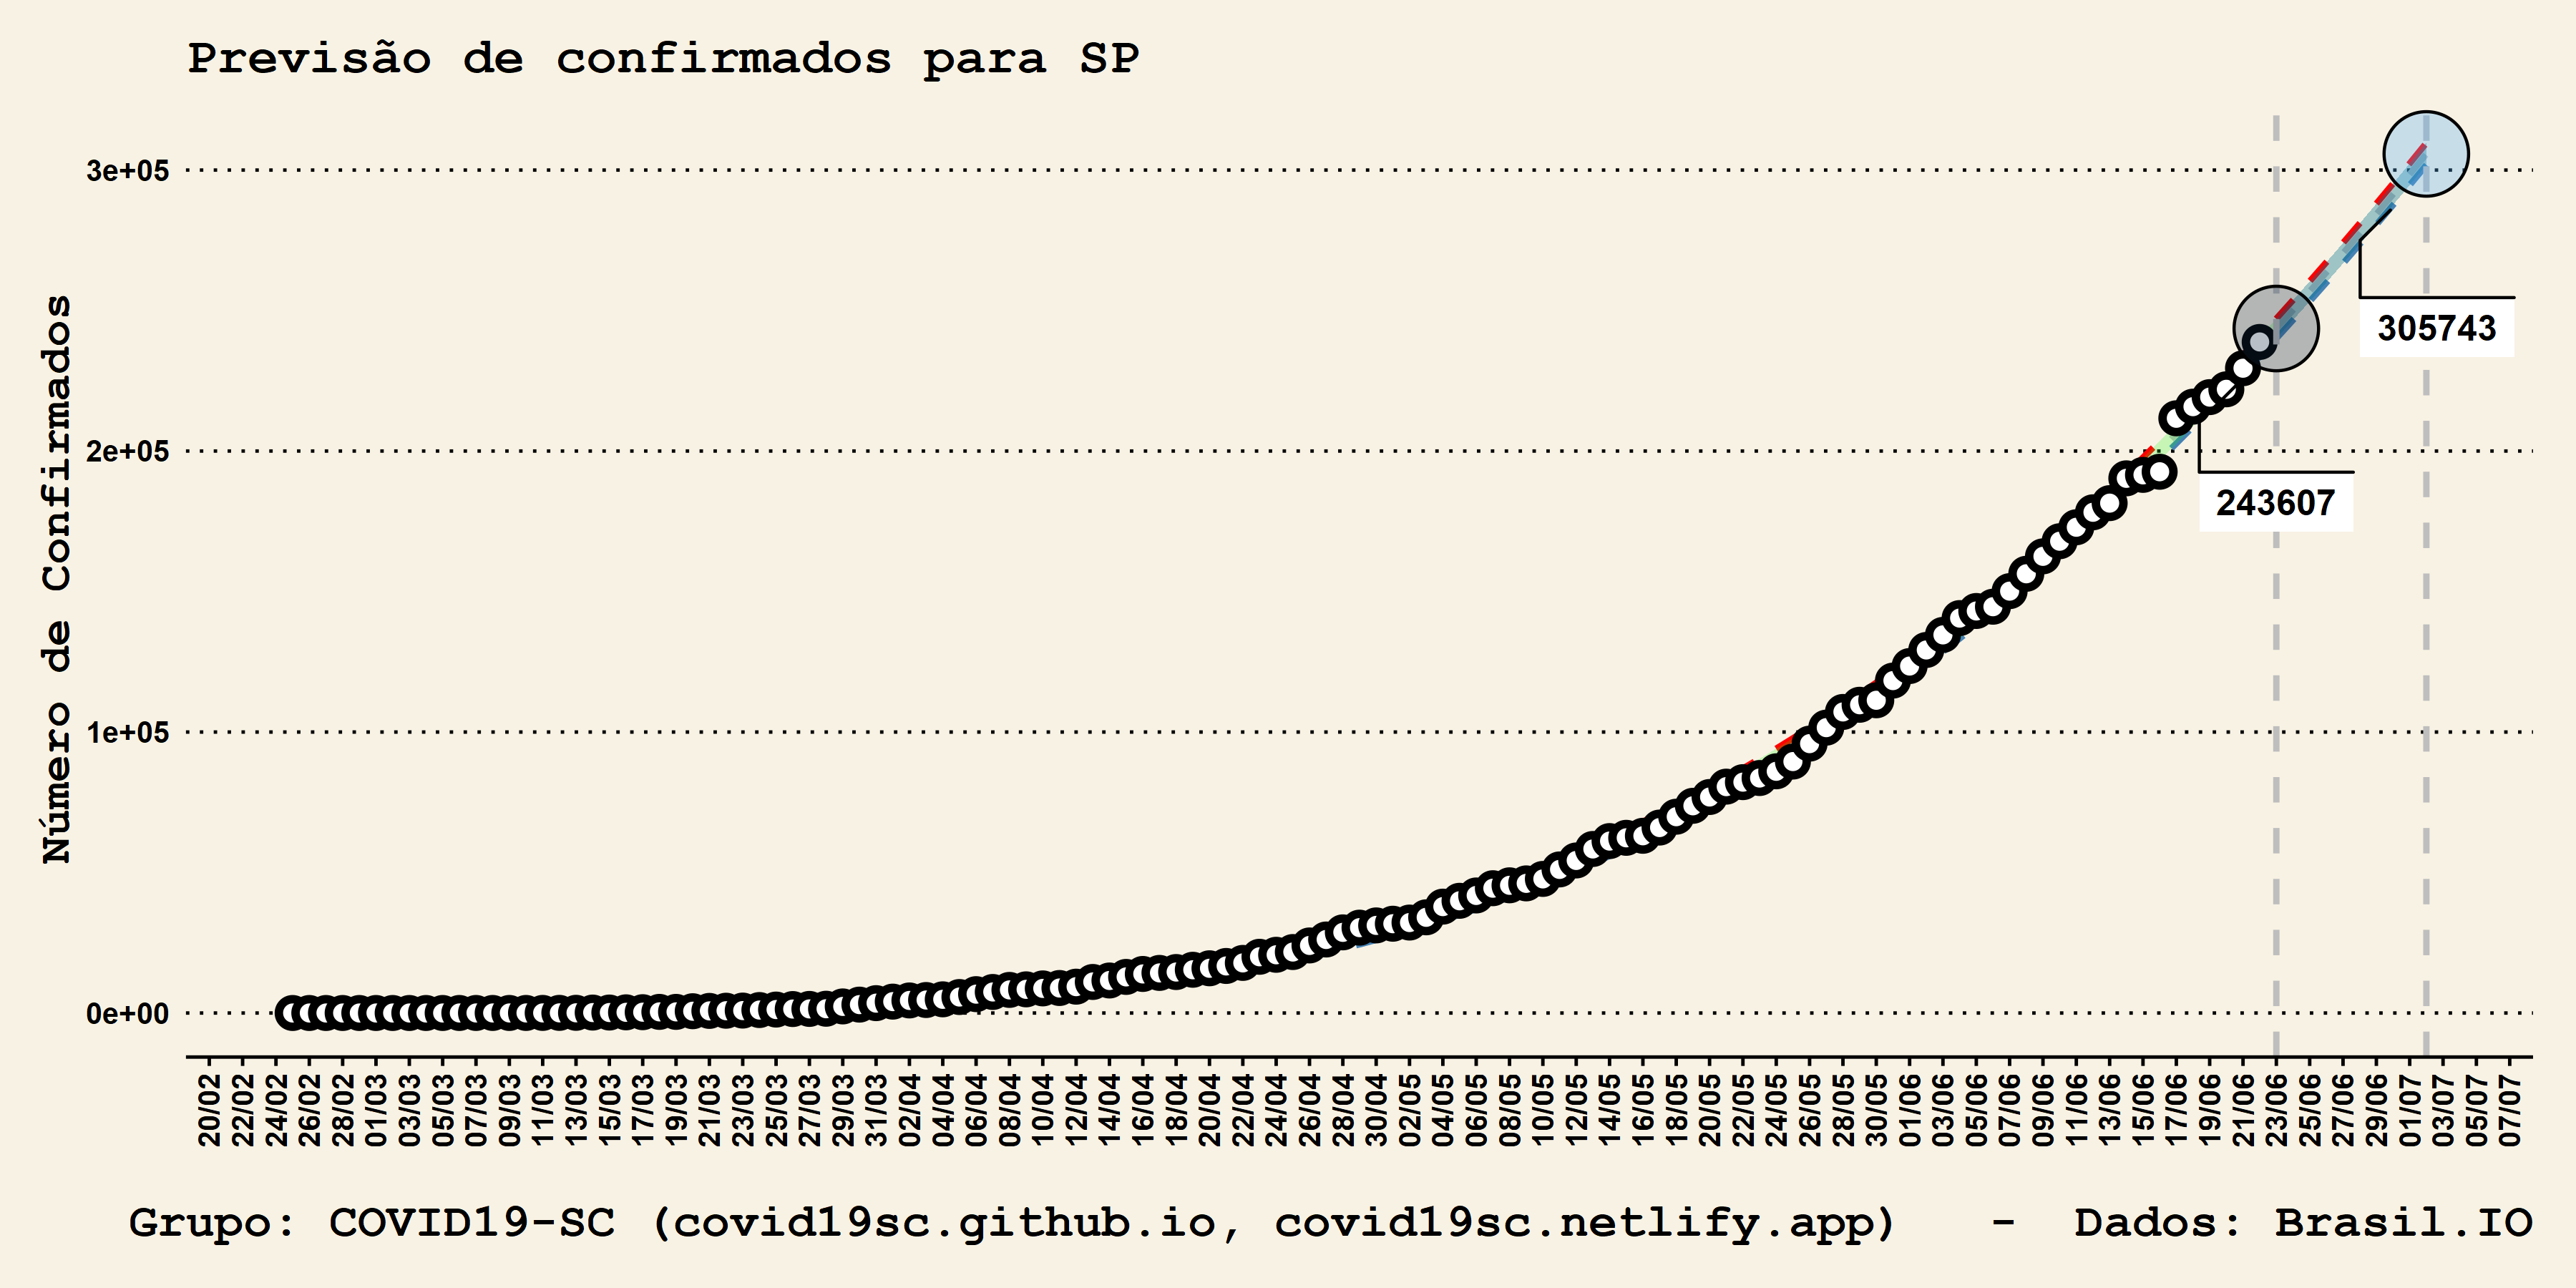 Previsão de confirmados para SP
Número de Confirmados
3e+05
2e+05
1e+05
0e+00
305743
243607
20/02 22/02 24/02 26/02 28/02 01/03 03/03 05/03 07/03 09/03 11/03 13/03 15/03 17/03 19/03 21/03 23/03 25/03 27/03 29/03 31/03 02/04 04/04 06/04 08/04 10/04 12/04 14/04 16/04 18/04 20/04 22/04 24/04 26/04 28/04 30/04 02/05 04/05 06/05 08/05 10/05 12/05 14/05 16/05 18/05 20/05 22/05 24/05 26/05 28/05 30/05 01/06 03/06 05/06 07/06 09/06 11/06 13/06 15/06 17/06 19/06 21/06 23/06 25/06 27/06 29/06 01/07 03/07 05/07 07/07
Grupo: COVID19-SC (covid19sc.github.io, covid19sc.netlify.app) - Dados: Brasil.IO